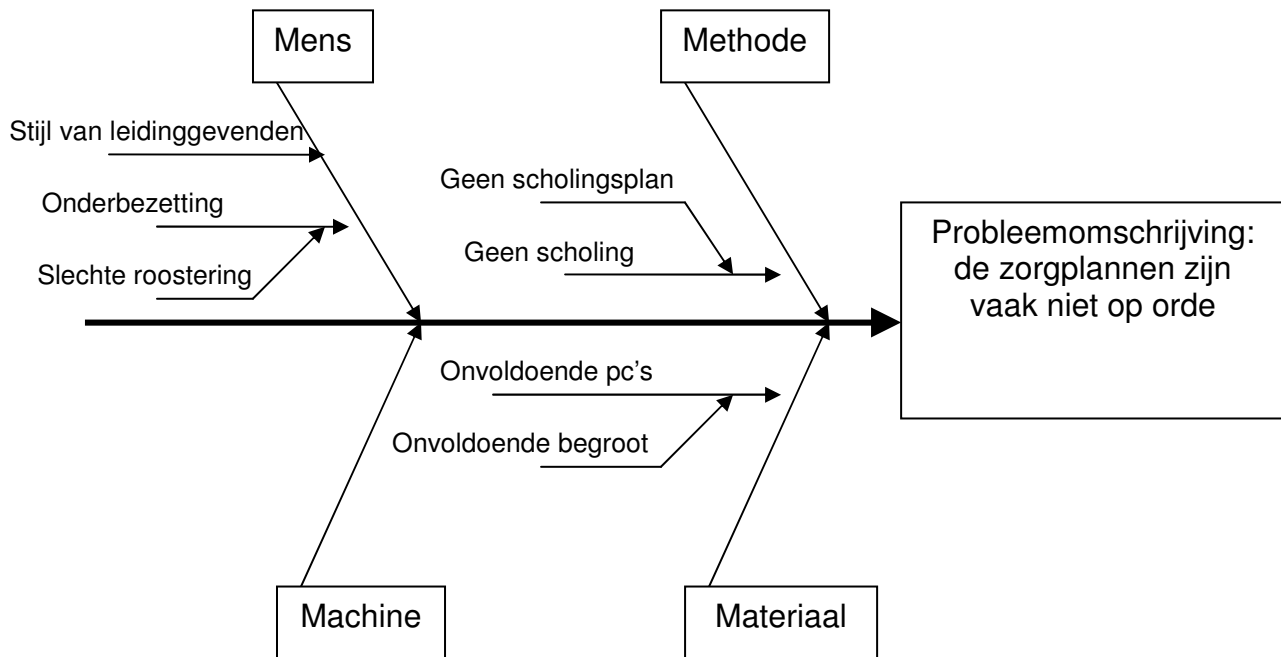 Mens
Methode
Stijl van leidinggevenden
Geen scholingsplan
Onderbezetting
Geen scholing
Slechte roostering
Probleemomschrijving:
de zorgplannen zijn
vaak niet op orde
Onvoldoende pc's
Onvoldoende begroot
Machine
Materiaal